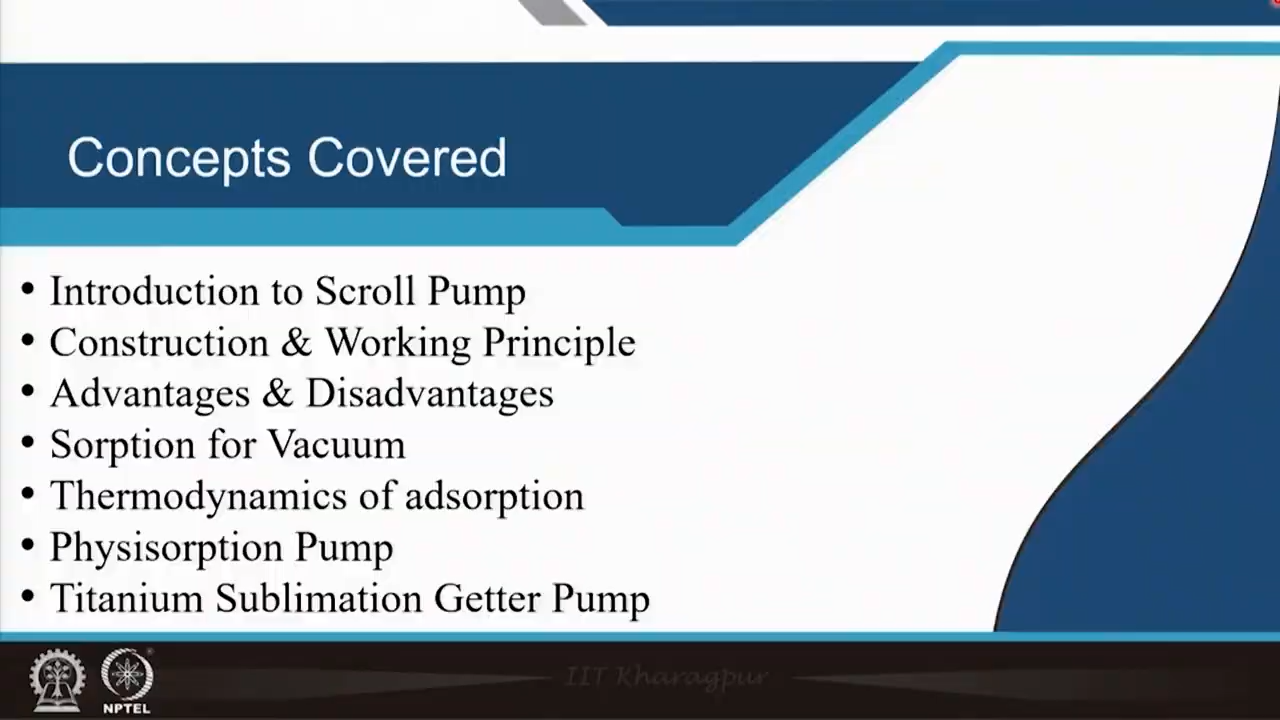 Concepts Covered
• Introduction to Scroll Pump
• Construction & Working Principle
• Advantages & Disadvantages
• Sorption for Vacuum
• Thermodynamics of adsorption
• Physisorption Pump
• Titanium Sublimation Getter Pump
NPTEL
IIT Kharagpur